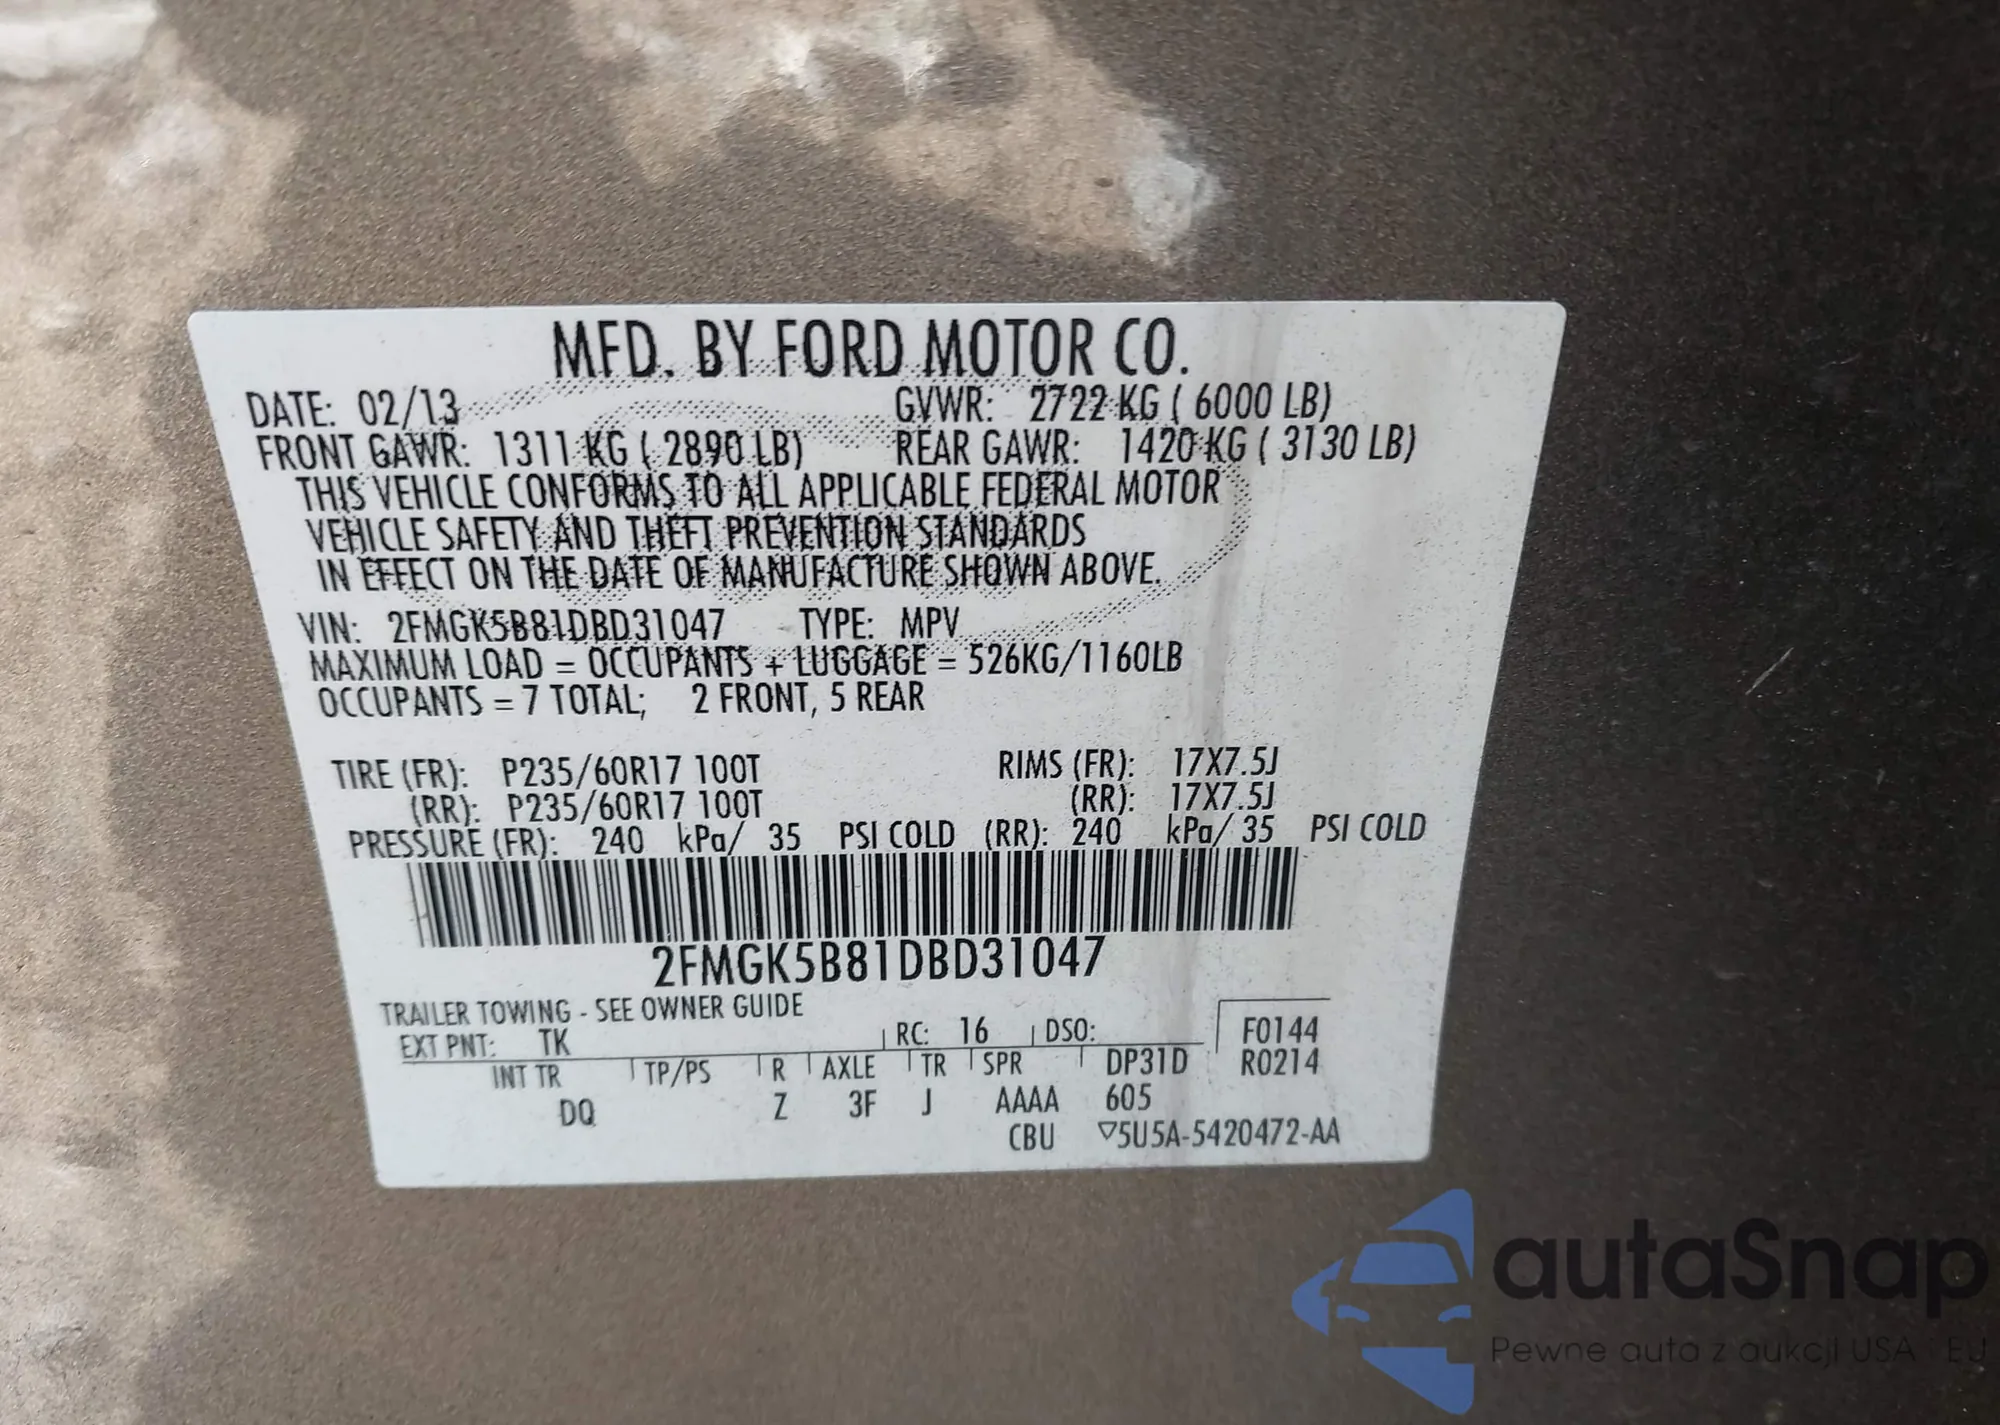 MFD. BY FORD MOTOR CO.
DATE: 02/13 GVWR: 2722 KG ( 6000 LB)
FRONT GAWR: 1311 KG ( 2890 LB) REAR GAWR: 1420 KG ( 3130 LB)
THIS VEHICLE CONFORMS TO ALL APPLICABLE FEDERAL MOTOR
VEHICLE SAFETY AND THEFT PREVENTION STANDARDS
IN EFFECT ON THE DATE OF MANUFACTURE SHOWN ABOVE.
VIN: 2FMGK5B81DBD31047 TYPE: MPV
MAXIMUM LOAD = OCCUPANTS + LUGGAGE = 526KG/1160LB
OCCUPANTS = 7 TOTAL; 2 FRONT, 5 REAR
TIRE (FR): P235/60R17 100T RIMS (FR): 17X7.5J
(RR): P235/60R17 100T (RR): 17X7.5J
PRESSURE (FR): 240 kPa/ 35 PSI COLD (RR): 240 kPa/ 35 PSI COLD
2FMGK5B81DBD31047
TRAILER TOWING - SEE OWNER GUIDE
EXT PNT: TK RC: 16 DSO: F0144
INT TR TP/PS R AXLE TR SPR DP31D R0214
DQ Z 3F J AAAA 605
CBU ▽5U5A-5420472-AA
autaSnap
Pewne auta z aukcji USA i EU